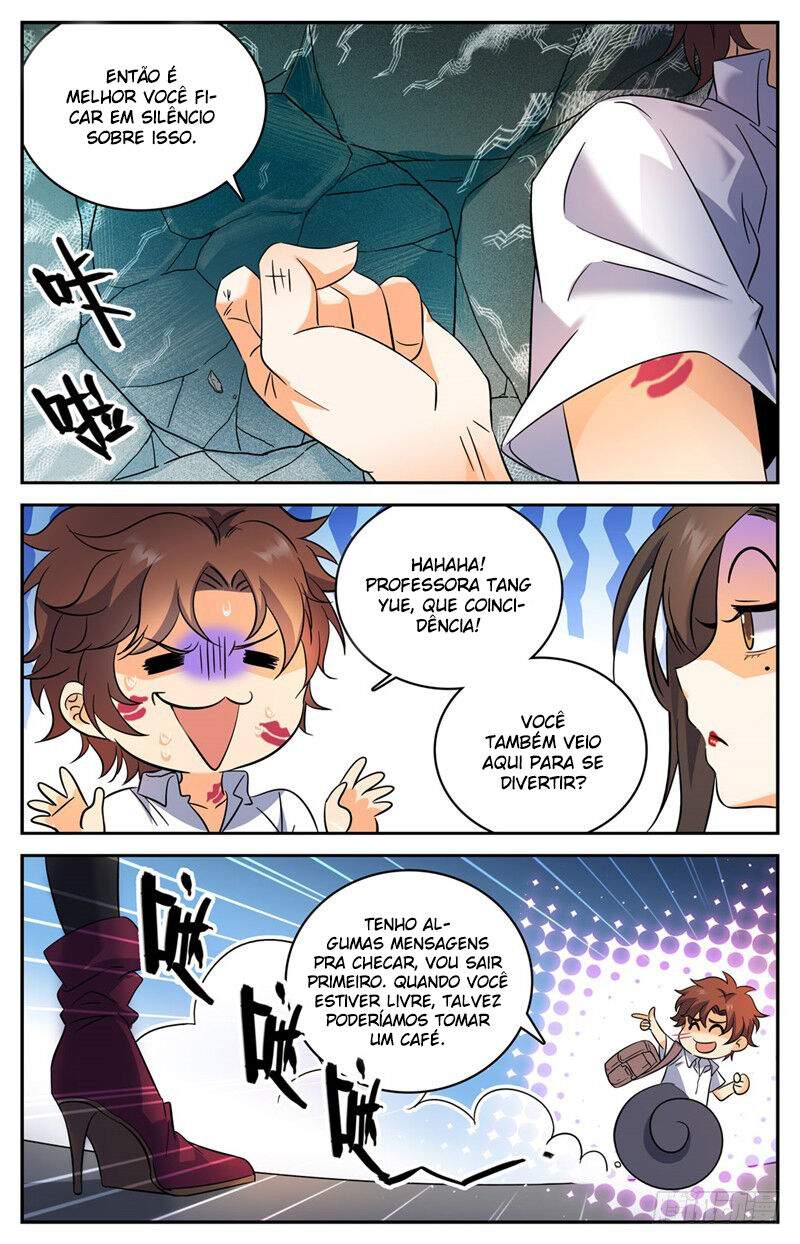 ENTÃO É
MELHOR VOCÊ FI-
CAR EM SILÊNCIO
SOBRE ISSO.
咔
啦
HAHAHA!
PROFESSORA TANG
YUE, QUE COINCI-
DÊNCIA!
VOCÊ
TAMBÉM VEIO
AQUI PARA SE
DIVERTIR?
TENHO AL-
GUMAS MENSAGENS
PRA CHECAR, VOU SAIR
PRIMEIRO. QUANDO VOCÊ
ESTIVER LIVRE, TALVEZ
PODERÍAMOS TOMAR
UM CAFÉ.